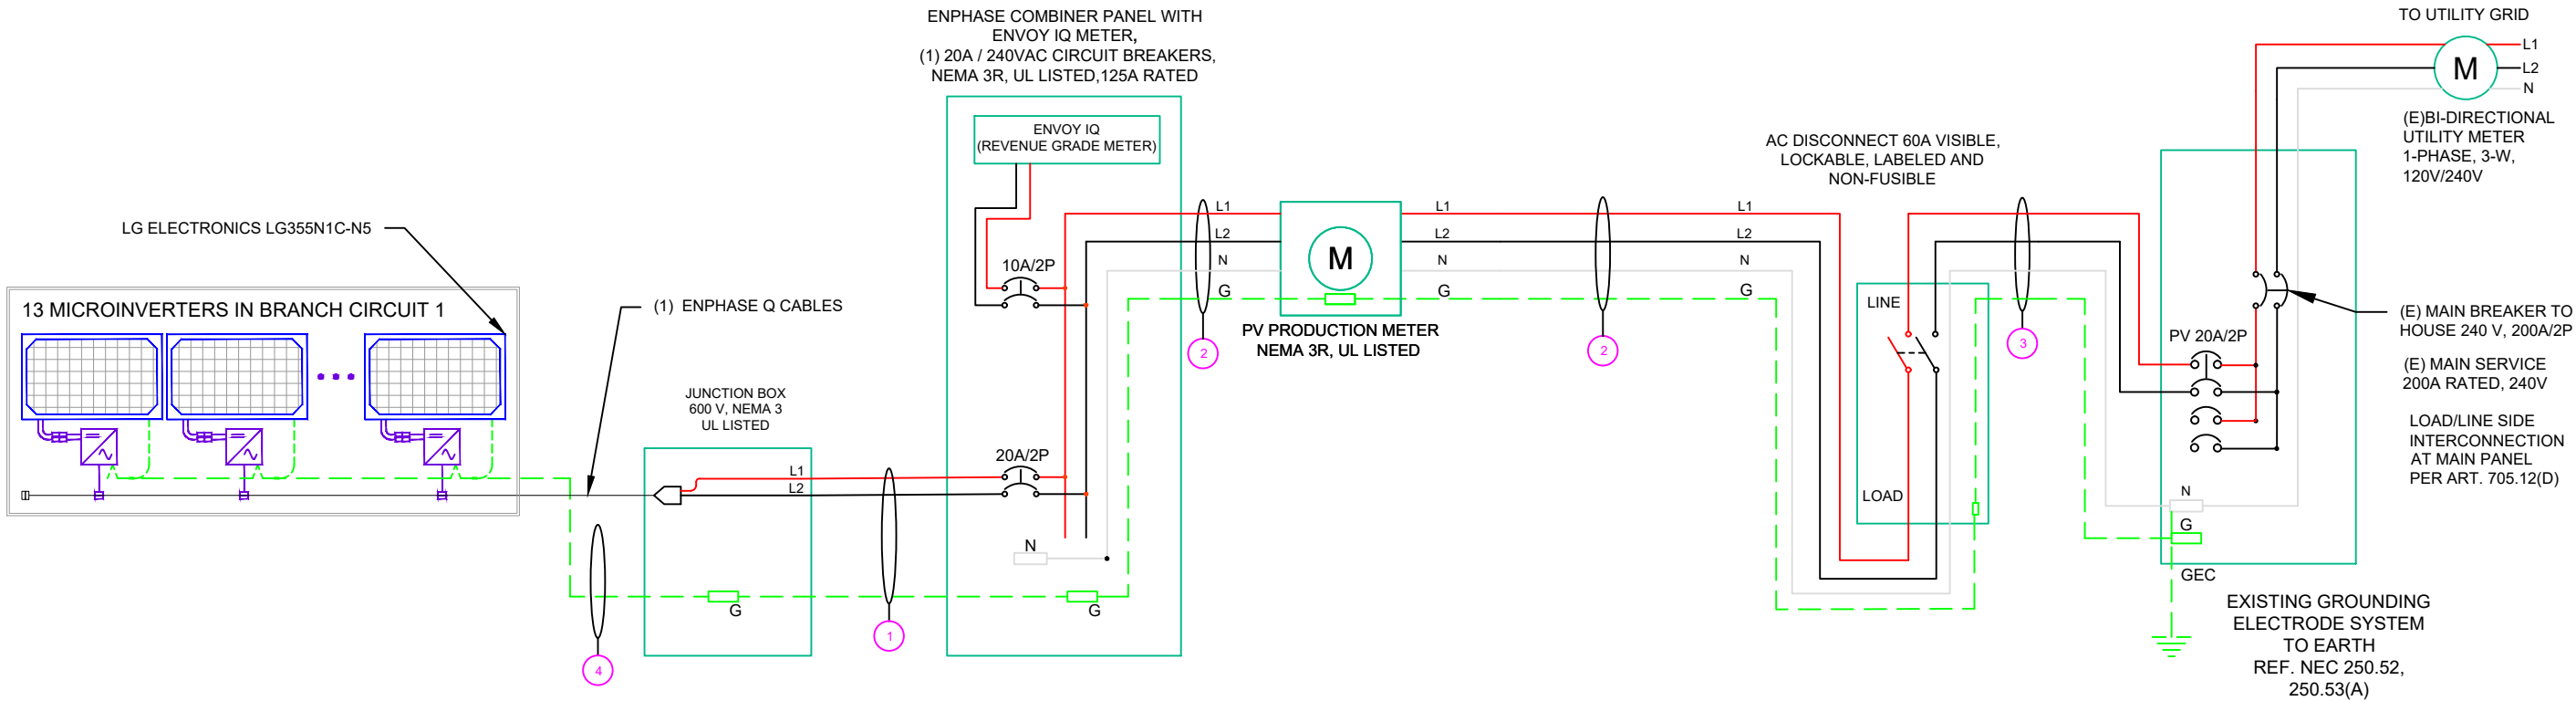 ENPHASE COMBINER PANEL WITH
ENVOY IQ METER,
(1) 20A / 240VAC CIRCUIT BREAKERS,
NEMA 3R, UL LISTED,125A RATED
TO UTILITY GRID
M
L1
L2
N
(E)BI-DIRECTIONAL
UTILITY METER
1-PHASE, 3-W,
120V/240V
ENVOY IQ
(REVENUE GRADE METER)
AC DISCONNECT 60A VISIBLE,
LOCKABLE, LABELED AND
NON-FUSIBLE
LG ELECTRONICS LG355N1C-N5
13 MICROINVERTERS IN BRANCH CIRCUIT 1
(1) ENPHASE Q CABLES
10A/2P
L1
L2
N
G
2
M
PV PRODUCTION METER
NEMA 3R, UL LISTED
L1
L2
N
G
2
L1
L2
N
G
LINE
LOAD
3
PV 20A/2P
(E) MAIN BREAKER TO
HOUSE 240 V, 200A/2P
(E) MAIN SERVICE
200A RATED, 240V
LOAD/LINE SIDE
INTERCONNECTION
AT MAIN PANEL
PER ART. 705.12(D)
JUNCTION BOX
600 V, NEMA 3
UL LISTED
L1
L2
G
4
1
20A/2P
N
G
N
G
GEC
EXISTING GROUNDING
ELECTRODE SYSTEM
TO EARTH
REF. NEC 250.52,
250.53(A)